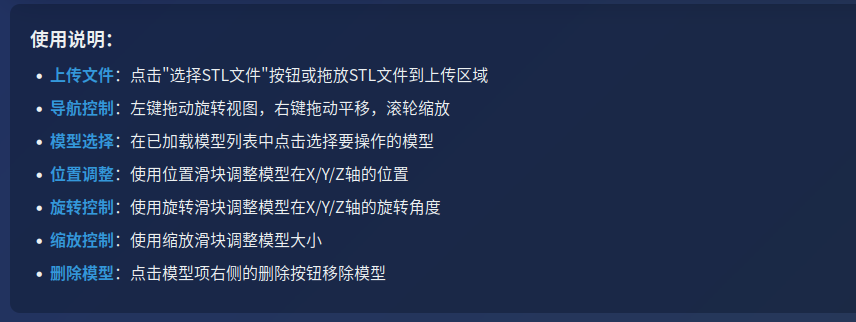 使用说明：
• 上传文件：点击"选择STL文件"按钮或拖放STL文件到上传区域
• 导航控制：左键拖动旋转视图，右键拖动平移，滚轮缩放
• 模型选择：在已加载模型列表中点击选择要操作的模型
• 位置调整：使用位置滑块调整模型在X/Y/Z轴的位置
• 旋转控制：使用旋转滑块调整模型在X/Y/Z轴的旋转角度
• 缩放控制：使用缩放滑块调整模型大小
• 删除模型：点击模型项右侧的删除按钮移除模型